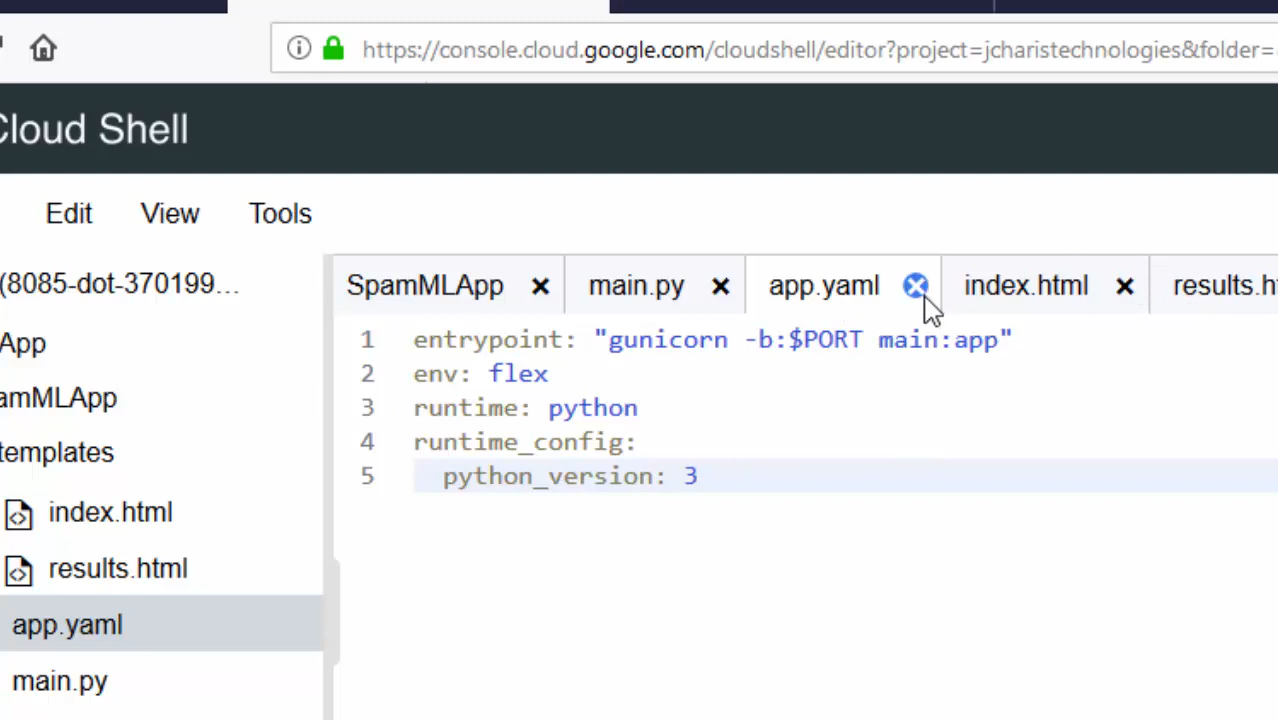 https://console.cloud.google.com/cloudshell/editor?project=jcharistechnologies&folder=
Cloud Shell
Edit View Tools
(8085-dot-370199...
App
amMLApp
templates
index.html
results.html
app.yaml
main.py
SpamMLApp main.py app.yaml index.html results.h
1 entrypoint: "gunicorn -b:$PORT main:app"
2 env: flex
3 runtime: python
4 runtime_config:
5 python_version: 3